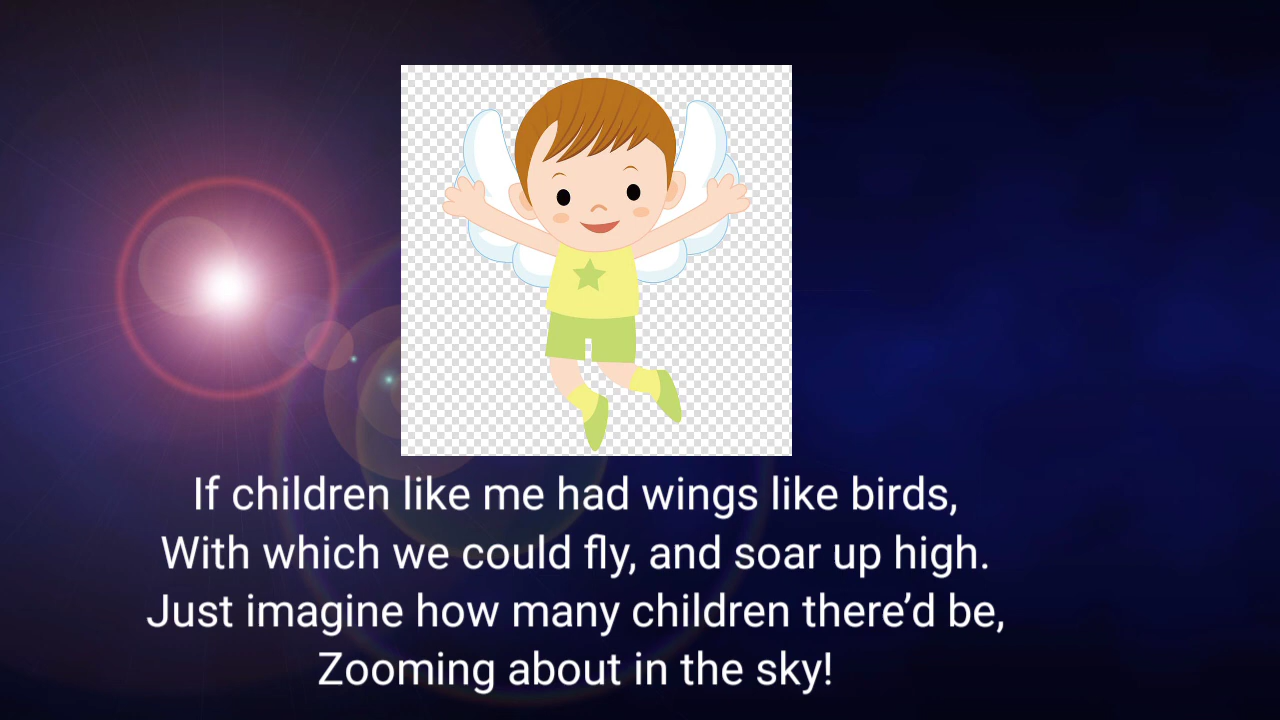 If children like me had wings like birds,
With which we could fly, and soar up high.
Just imagine how many children there’d be,
Zooming about in the sky!